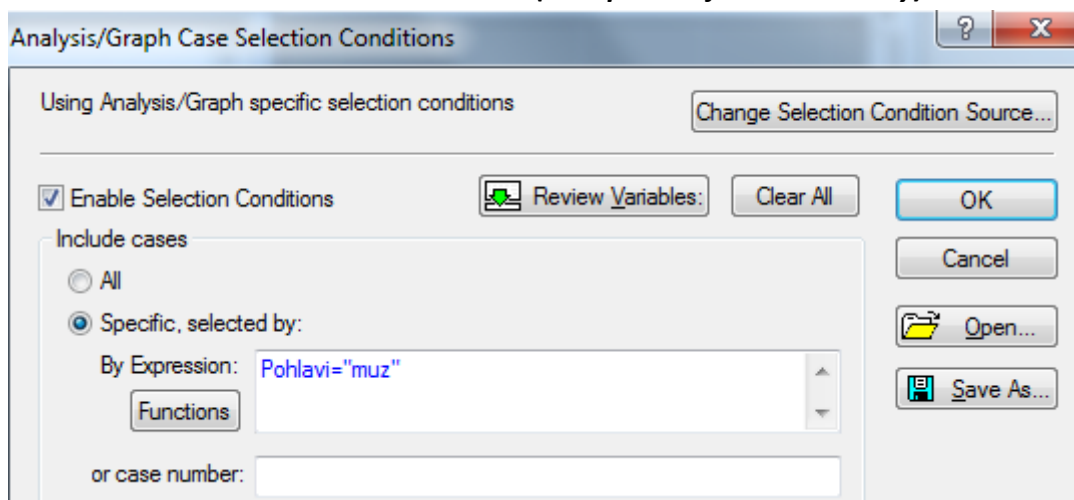 Analysis/Graph Case Selection Conditions
Using Analysis/Graph specific selection conditions
Change Selection Condition Source...
Enable Selection Conditions
Review Variables:
Clear All
OK
Include cases
Cancel
All
Specific, selected by:
Open...
By Expression:
Pohlavi="muz"
Functions
Save As...
or case number: